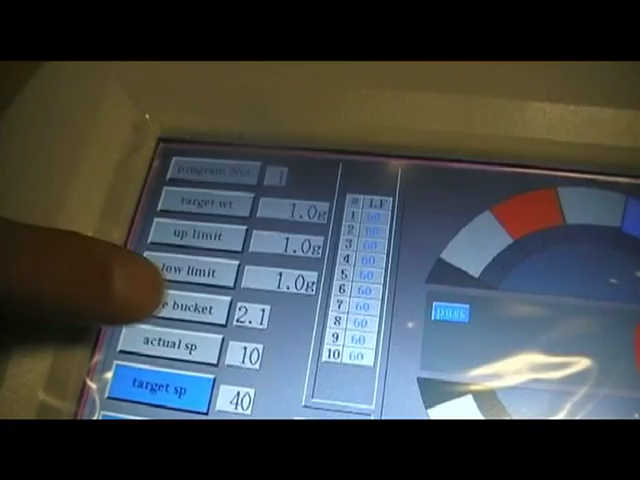 program NO. 1
target wt 1.0g
up limit 1.0g
low limit 1.0g
e bucket 2.1
actual sp 10
target sp 40
# LF
1 60
2 60
3 60
4 60
5 60
6 60
7 60
8 60
9 60
10 60